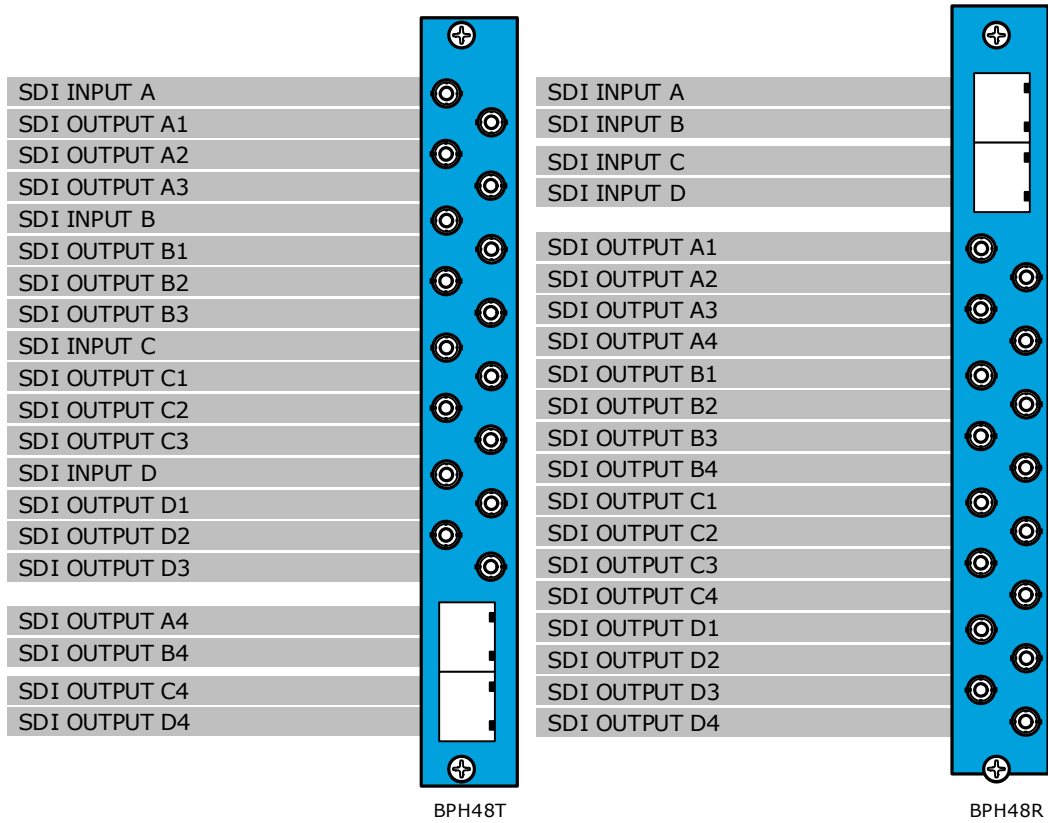 SDI INPUT A
SDI OUTPUT A1
SDI OUTPUT A2
SDI OUTPUT A3
SDI INPUT B
SDI OUTPUT B1
SDI OUTPUT B2
SDI OUTPUT B3
SDI INPUT C
SDI OUTPUT C1
SDI OUTPUT C2
SDI OUTPUT C3
SDI INPUT D
SDI OUTPUT D1
SDI OUTPUT D2
SDI OUTPUT D3
SDI OUTPUT A4
SDI OUTPUT B4
SDI OUTPUT C4
SDI OUTPUT D4
BPH48T
SDI INPUT A
SDI INPUT B
SDI INPUT C
SDI INPUT D
SDI OUTPUT A1
SDI OUTPUT A2
SDI OUTPUT A3
SDI OUTPUT A4
SDI OUTPUT B1
SDI OUTPUT B2
SDI OUTPUT B3
SDI OUTPUT B4
SDI OUTPUT C1
SDI OUTPUT C2
SDI OUTPUT C3
SDI OUTPUT C4
SDI OUTPUT D1
SDI OUTPUT D2
SDI OUTPUT D3
SDI OUTPUT D4
BPH48R